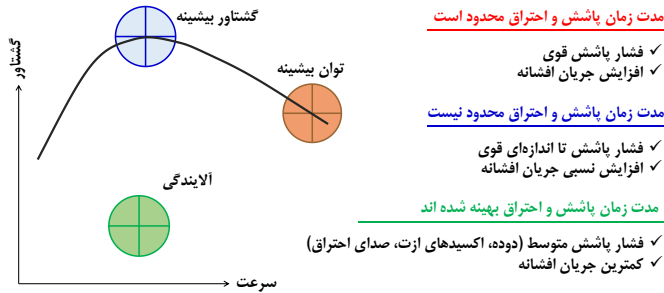 گشتاور بیشینه
توان بیشینه
آلایندگی
گشتاور
سرعت
مدت زمان پاشش و احتراق محدود است
✓ فشار پاشش قوی
✓ افزایش جریان افشانه
مدت زمان پاشش و احتراق محدود نیست
✓ فشار پاشش تا اندازه‌ای قوی
✓ افزایش نسبی جریان افشانه
مدت زمان پاشش و احتراق بهینه شده اند
✓ فشار پاشش متوسط (دوده، اکسیدهای ازت، صدای احتراق)
✓ کمترین جریان افشانه